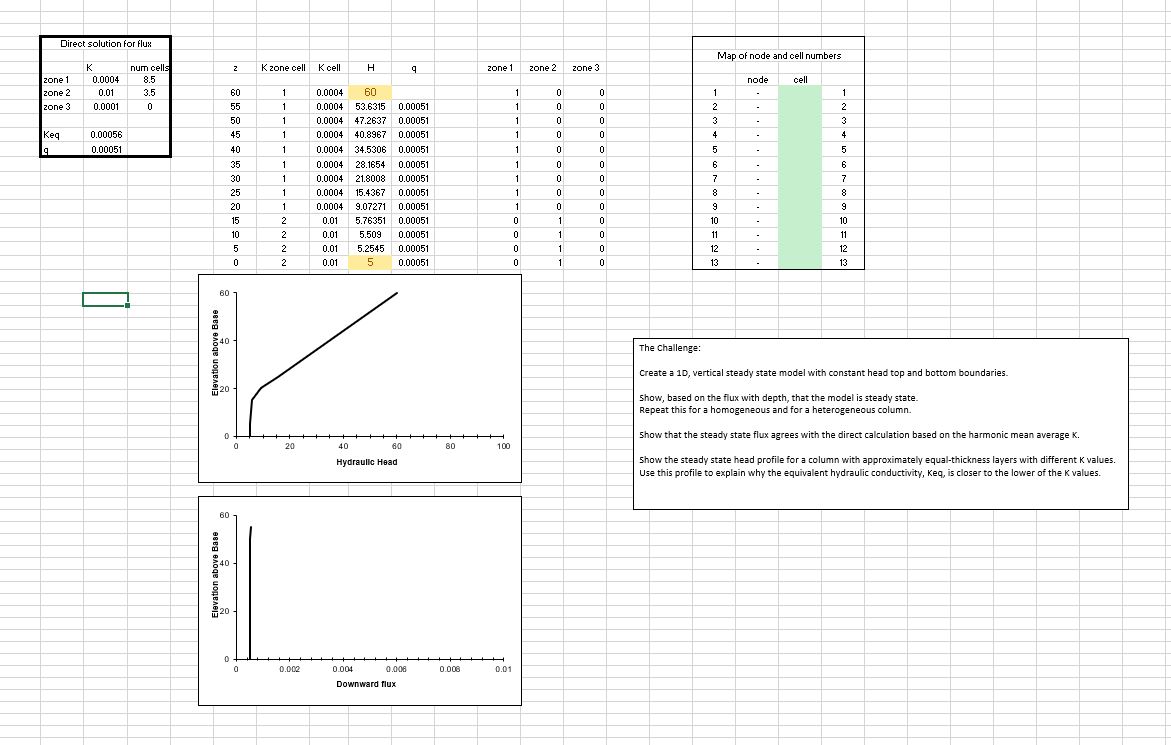 Direct solution for flux
K num cells
zone 1 0.0004 8.5
zone 2 0.01 3.5
zone 3 0.0001 0
Keq 0.00056
q 0.00051
z K zone cell K cell H q zone 1 zone 2 zone 3
60 1 0.0004 60 1 0 0
55 1 0.0004 53.6315 0.00051 1 0 0
50 1 0.0004 47.2637 0.00051 1 0 0
45 1 0.0004 40.8967 0.00051 1 0 0
40 1 0.0004 34.5306 0.00051 1 0 0
35 1 0.0004 28.1654 0.00051 1 0 0
30 1 0.0004 21.8008 0.00051 1 0 0
25 1 0.0004 15.4367 0.00051 1 0 0
20 1 0.0004 9.07271 0.00051 1 0 0
15 2 0.01 5.76351 0.00051 0 1 0
10 2 0.01 5.509 0.00051 0 1 0
5 2 0.01 5.2545 0.00051 0 1 0
0 2 0.01 5 0.00051 0 1 0
Map of node and cell numbers
node cell
1 - 1
2 - 2
3 - 3
4 - 4
5 - 5
6 - 6
7 - 7
8 - 8
9 - 9
10 - 10
11 - 11
12 - 12
13 - 13
Elevation above Base
60
40
20
0
0 20 40 60 80 100
Hydraulic Head
The Challenge:
Create a 1D, vertical steady state model with constant head top and bottom boundaries.
Show, based on the flux with depth, that the model is steady state.
Repeat this for a homogeneous and for a heterogeneous column.
Show that the steady state flux agrees with the direct calculation based on the harmonic mean average K.
Show the steady state head profile for a column with approximately equal-thickness layers with different K values.
Use this profile to explain why the equivalent hydraulic conductivity, Keq, is closer to the lower of the K values.
Elevation above Base
60
40
20
0
0 0.002 0.004 0.006 0.008 0.01
Downward flux